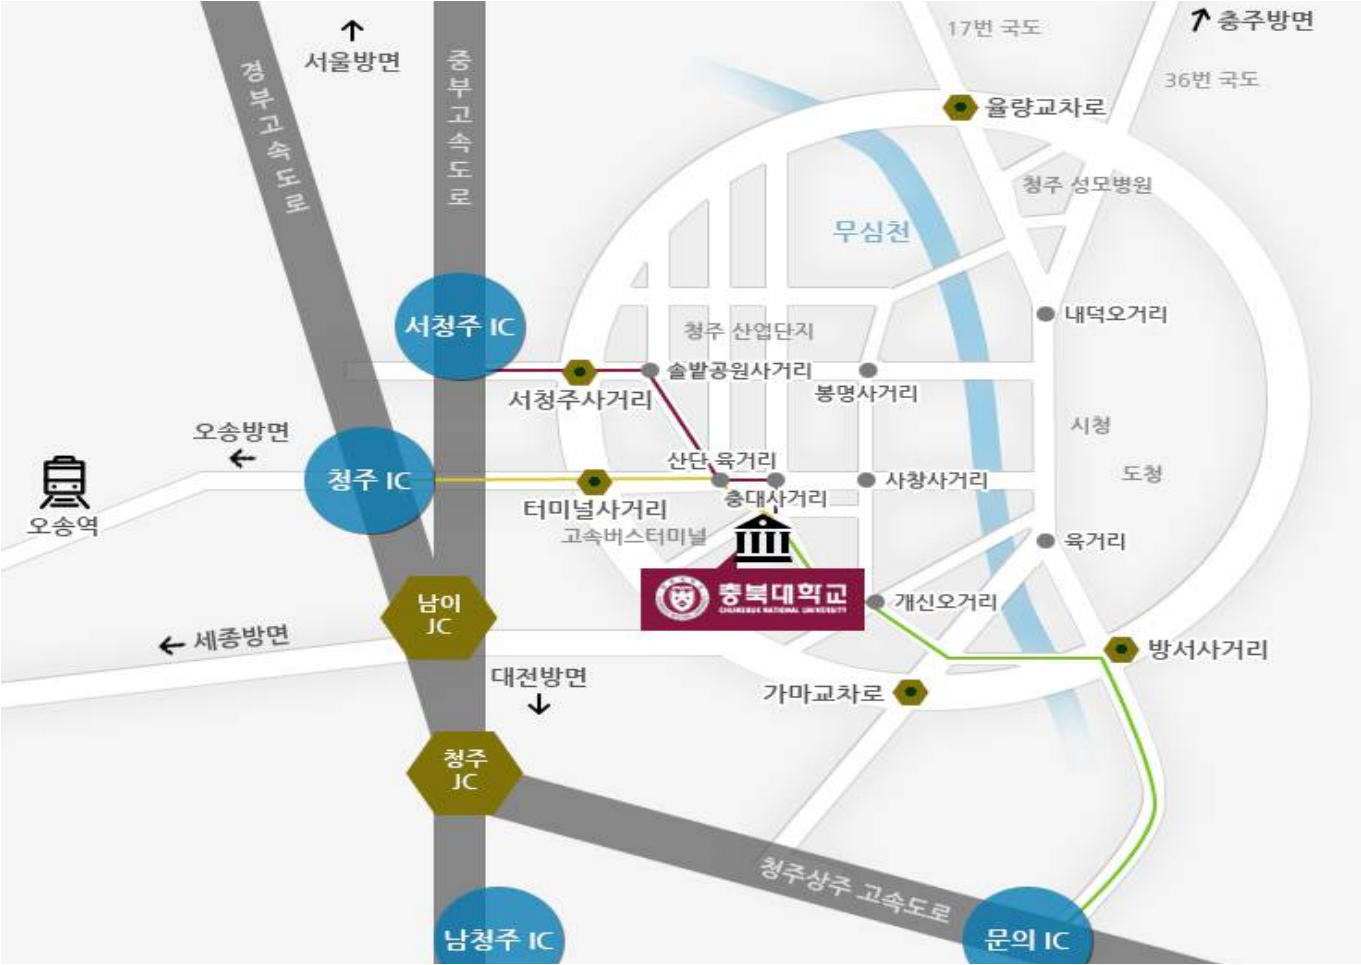 17번 국도
충주방면
서울방면
경부고속도로
중부고속도로
36번 국도
율량교차로
청주 성모병원
무심천
서청주 IC
내덕오거리
청주 산업단지
솔밭공원사거리
서청주사거리
봉명사거리
시청
오송방면
산단 육거리
도청
청주 IC
사창사거리
충대사거리
터미널사거리
오송역
고속버스터미널
육거리
충북대학교
CHUNGBUK NATIONAL UNIVERSITY
개신오거리
남이
JC
세종방면
방서사거리
대전방면
가마교차로
청주
JC
청주상주 고속도로
남청주 IC
문의 IC